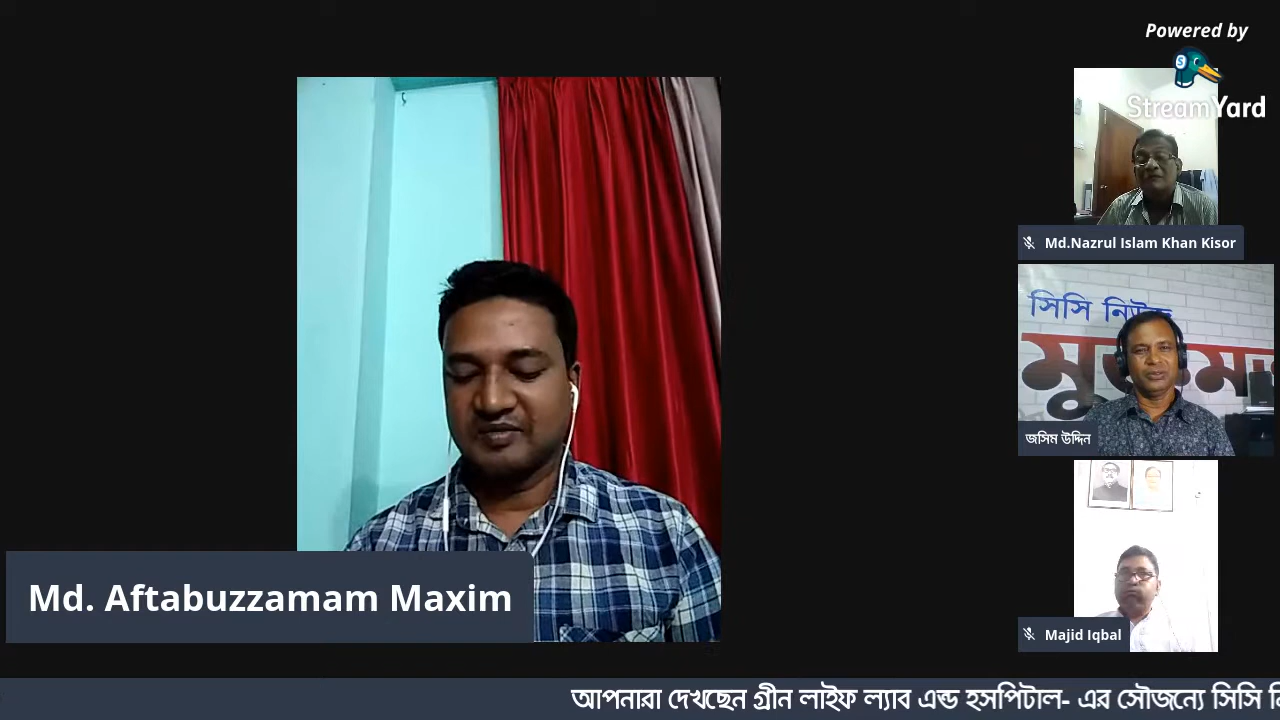 Powered by
StreamYard
Md.Nazrul Islam Khan Kisor
সিসি নিউজ
জসিম উদ্দিন
Md. Aftabuzzamam Maxim
Majid Iqbal
আপনারা দেখছেন গ্রীন লাইফ ল্যাব এন্ড হসপিটাল- এর সৌজন্যে সিসি